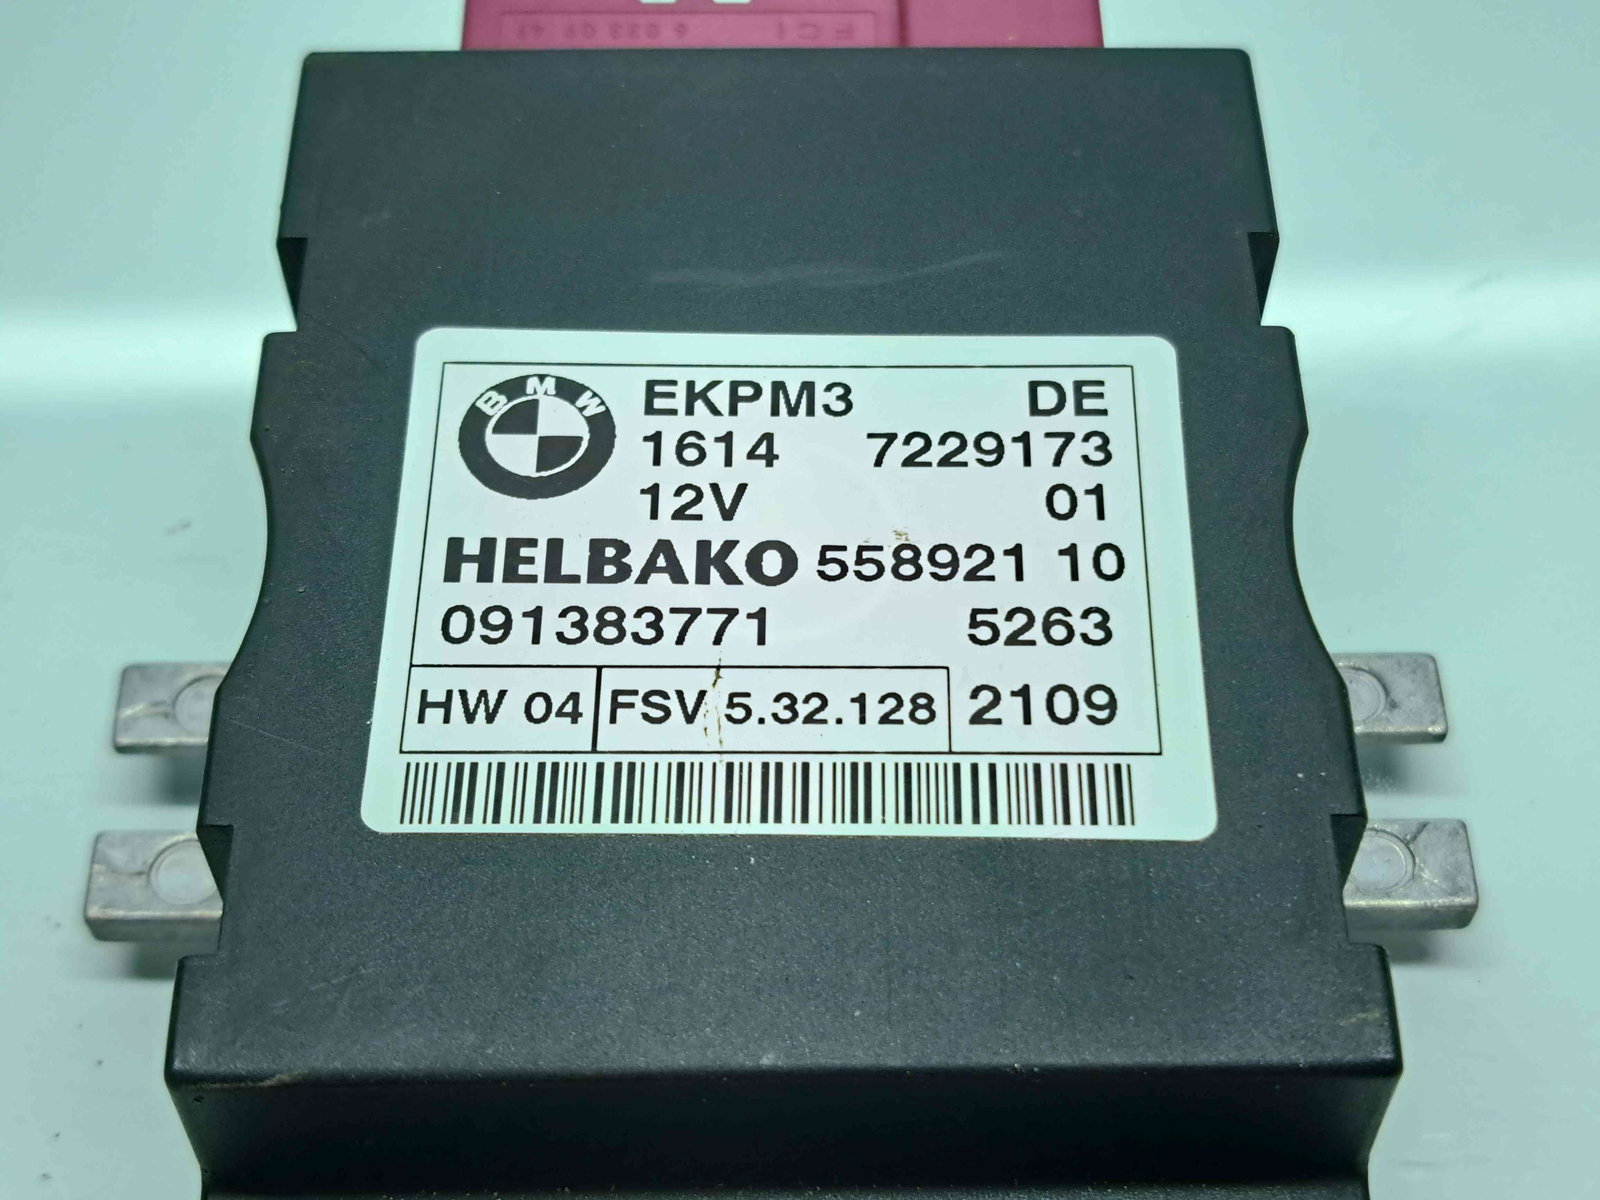 BMW
EKPM3 DE
1614 7229173
12V 01
HELBAKO 558921 10
091383771 5263
HW 04 FSV 5.32.128 2109